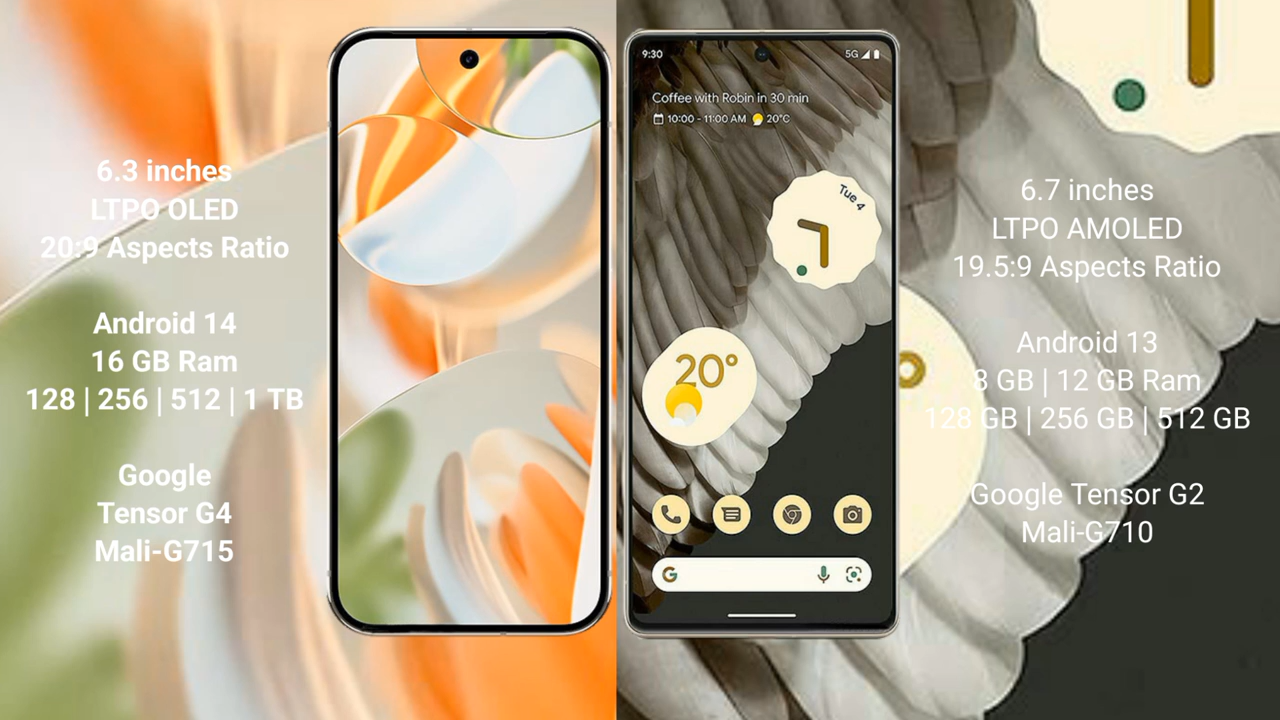 6.3 inches
LTPO OLED
20:9 Aspects Ratio
Android 14
16 GB Ram
128 | 256 | 512 | 1 TB
Google
Tensor G4
Mali-G715
9:30
5G
Coffee with Robin in 30 min
10:00 - 11:00 AM 20°C
Tue 4
20°
G
6.7 inches
LTPO AMOLED
19.5:9 Aspects Ratio
Android 13
8 GB | 12 GB Ram
128 GB | 256 GB | 512 GB
Google Tensor G2
Mali-G710